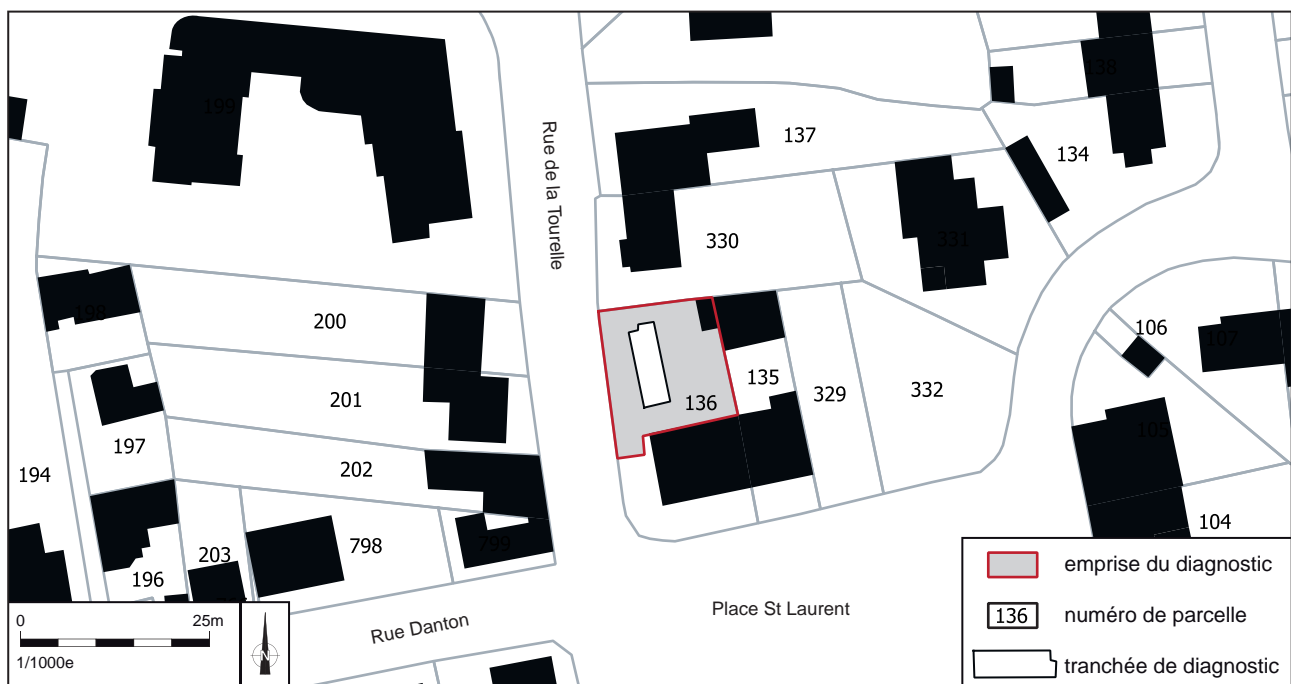 138
199
137
134
Rue de la Tourelle
330
331
198
200
106
107
201
136
135
329
332
197
105
194
202
104
203
798
799
196
Rue Danton
Place St Laurent
0 25m
1/1000e
N
emprise du diagnostic
136 numéro de parcelle
tranchée de diagnostic